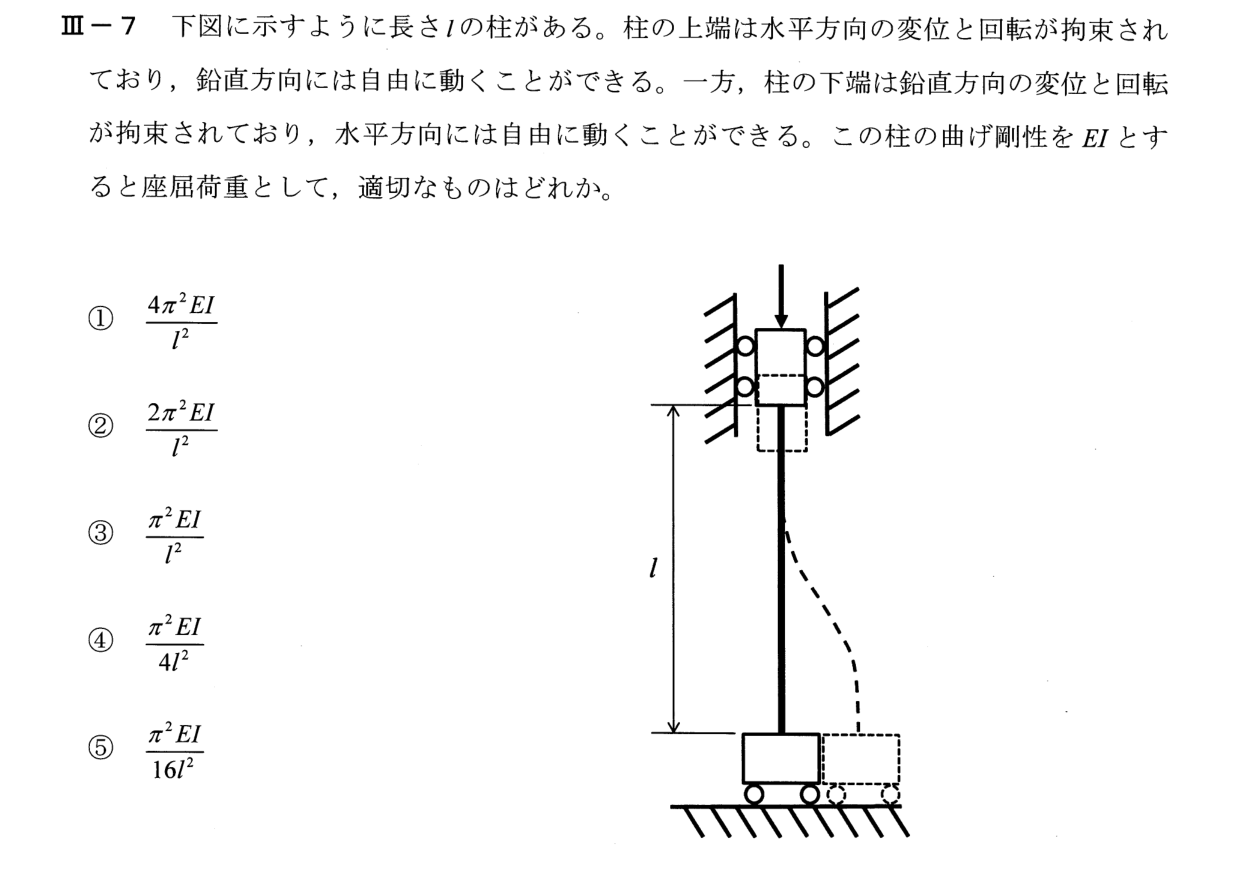 Ⅲ－7　下図に示すように長さ l の柱がある。柱の上端は水平方向の変位と回転が拘束され
ており，鉛直方向には自由に動くことができる。一方，柱の下端は鉛直方向の変位と回転
が拘束されており，水平方向には自由に動くことができる。この柱の曲げ剛性を EI とす
ると座屈荷重として，適切なものはどれか。
① 4π²EI / l²
② 2π²EI / l²
③ π²EI / l²
④ π²EI / 4l²
⑤ π²EI / 16l²
l